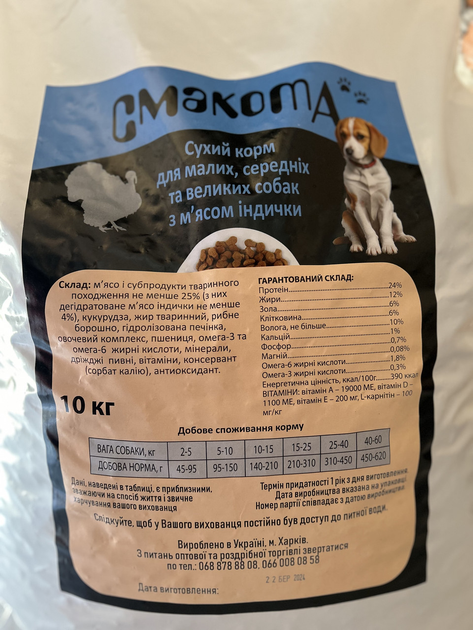 СМАКОТА
Сухий корм
для малих, середніх
та великих собак
з м'ясом індички
Склад: м'ясо і субпродукти тваринного
походження не менше 25% (з них
дегідратоване м'ясо індички не менше
4%), кукурудза, жир тваринний, рибне
борошно, гідролізована печінка,
овочевий комплекс, пшениця, омега-3 та
омега-6 жирні кислоти, мінерали,
дріжджі пивні, вітаміни, консервант
(сорбат калію), антиоксидант.
10 кг
ГАРАНТОВАНИЙ СКЛАД:
Протеїн 24%
Жири 12%
Зола 6%
Клітковина 6%
Волога, не більше 10%
Кальцій 1%
Фосфор 0,7%
Магній 0,08%
Омега-6 жирні кислоти 1,8%
Омега-3 жирні кислоти 0,3%
Енергетична цінність, ккал/100г 390 ккал
ВІТАМІНИ: вітамін А – 19000 МЕ, вітамін D –
1100 МЕ, вітамін Е – 200 мг, L-карнітін – 100
мг/кг
Добове споживання корму
ВАГА СОБАКИ, кг 2-5 5-10 10-15 15-25 25-40 40-60
ДОБОВА НОРМА, г 45-95 95-150 140-210 210-310 310-450 450-620
Дані, наведені в таблиці, є приблизними,
зважаючи на спосіб життя і звичне
харчування Вашого вихованця
Термін придатності 1 рік з дня виготовлення.
Дата виробництва вказана на упаковці.
Номер партії співпадає з датою виробництва.
Слідкуйте, щоб у Вашого вихованця постійно був доступ до питної води.
Вироблено в Україні, м. Харків.
З питань оптової та роздрібної торгівлі звертатися
по тел.: 068 878 88 08, 066 008 08 58
22 БЕР 2024
Дата виготовлення: